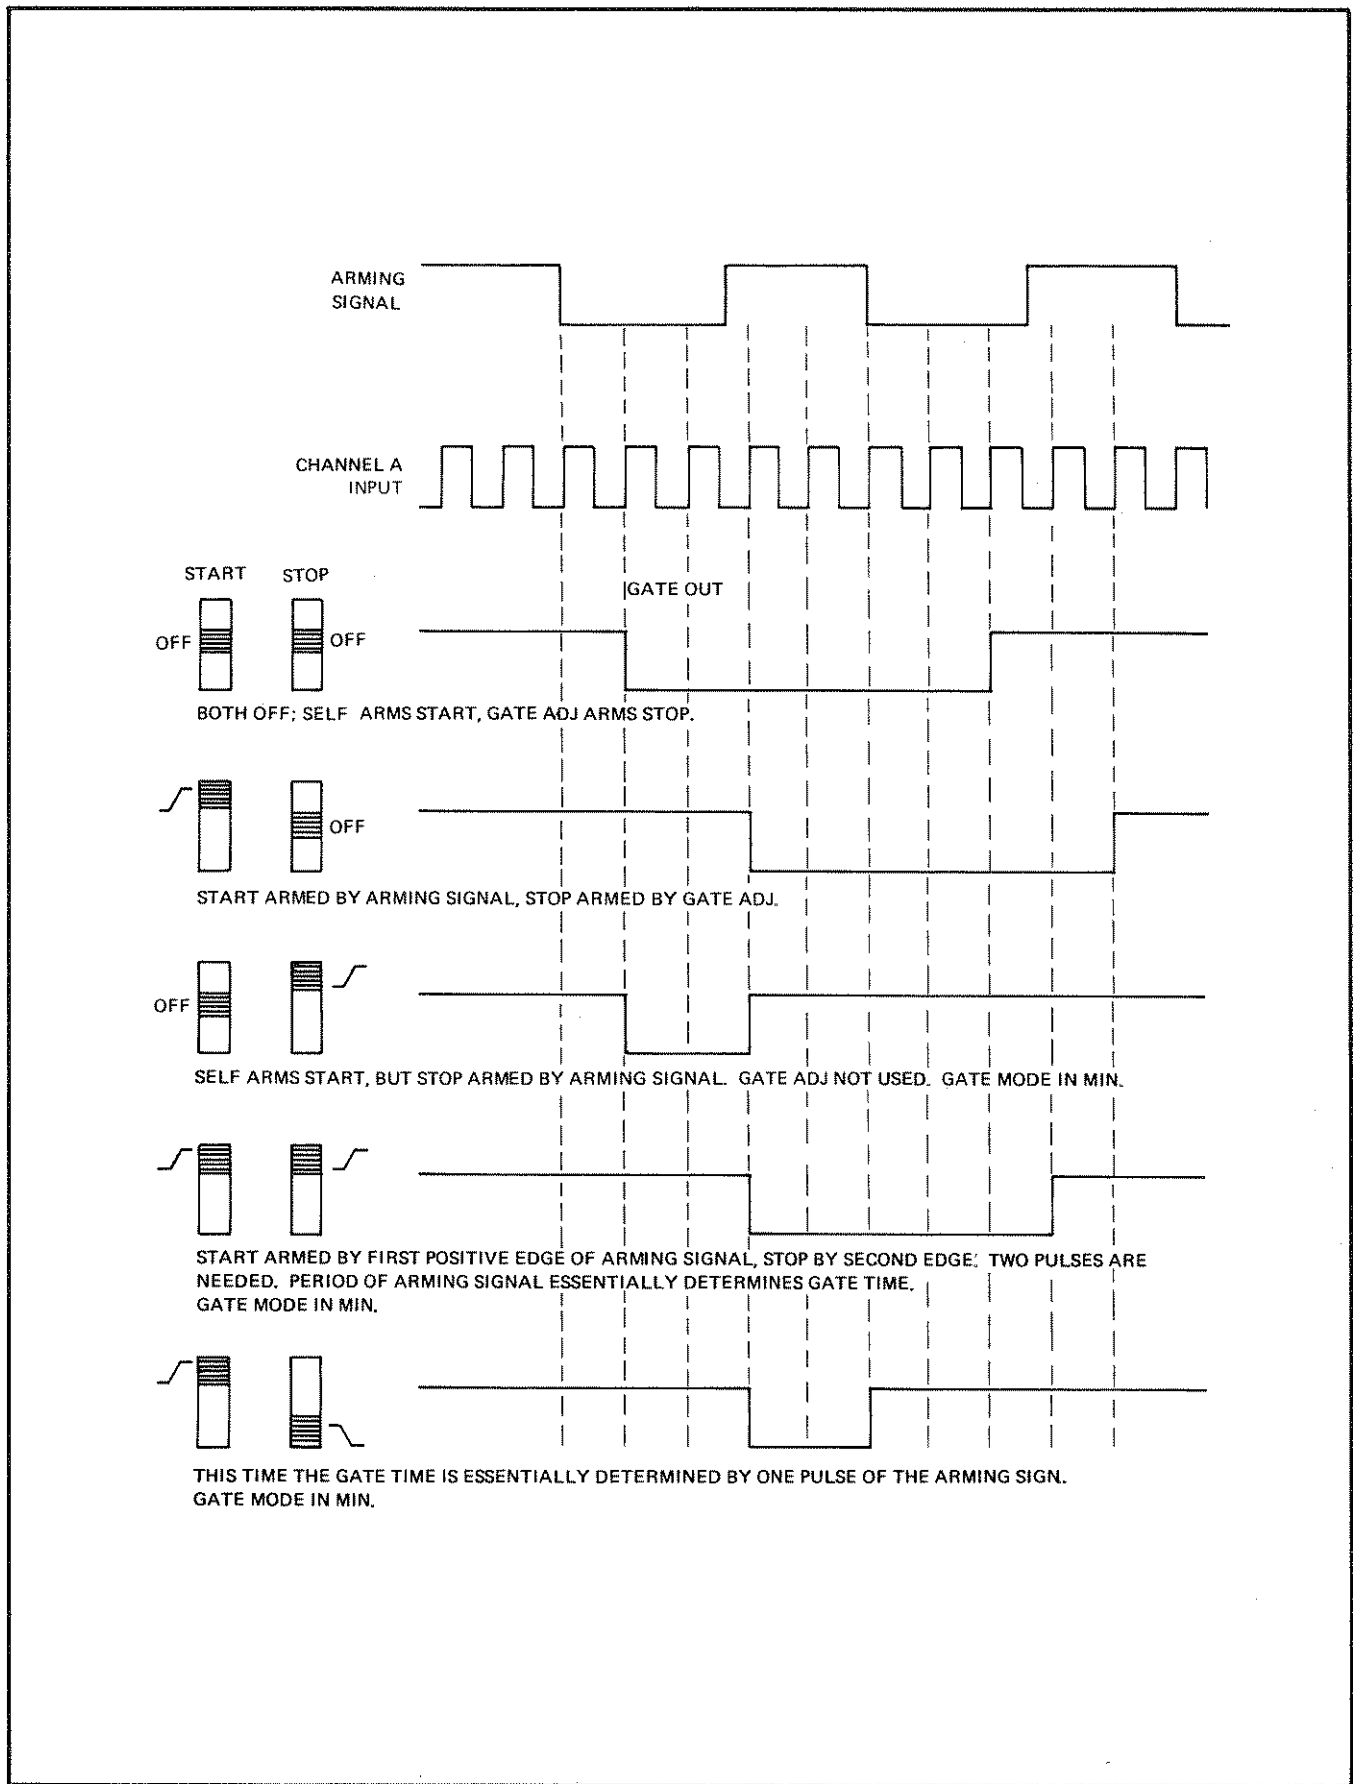 ARMING
SIGNAL
CHANNEL A
INPUT
START STOP
GATE OUT
OFF OFF
BOTH OFF; SELF ARMS START, GATE ADJ ARMS STOP.
OFF
START ARMED BY ARMING SIGNAL, STOP ARMED BY GATE ADJ.
OFF
SELF ARMS START, BUT STOP ARMED BY ARMING SIGNAL. GATE ADJ NOT USED. GATE MODE IN MIN.
START ARMED BY FIRST POSITIVE EDGE OF ARMING SIGNAL, STOP BY SECOND EDGE; TWO PULSES ARE
NEEDED. PERIOD OF ARMING SIGNAL ESSENTIALLY DETERMINES GATE TIME.
GATE MODE IN MIN.
THIS TIME THE GATE TIME IS ESSENTIALLY DETERMINED BY ONE PULSE OF THE ARMING SIGN.
GATE MODE IN MIN.